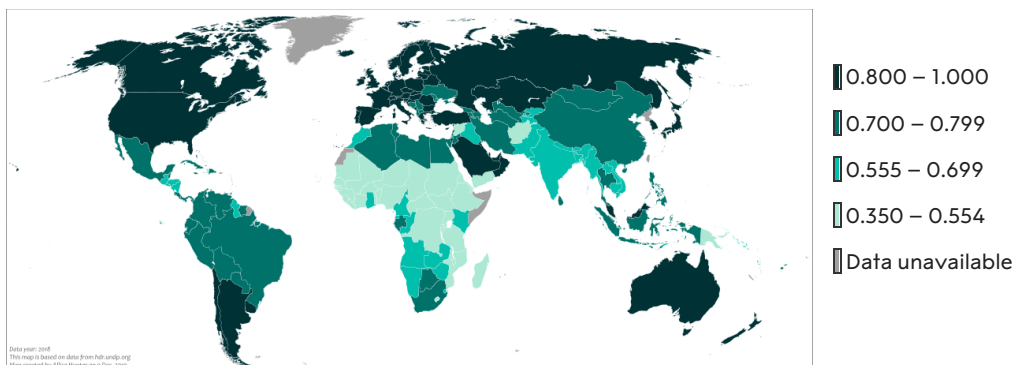 0.800 – 1.000
0.700 – 0.799
0.555 – 0.699
0.350 – 0.554
Data unavailable
Data year: 2018
This map is based on data from hdr.undp.org